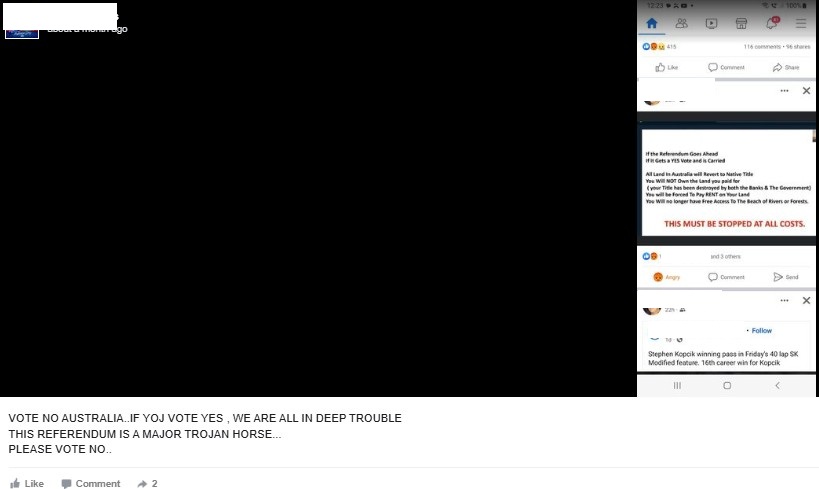 about a month ago
12:23
100%
415
116 comments • 96 shares
Like
Comment
Share
If the Referendum Goes Ahead
If It Gets a YES Vote and is Carried
All Land In Australia will Revert to Native Title
You Will NOT Own the Land you paid for
( your Title has been destroyed by both the Banks & The Government)
You will be Forced To Pay RENT on Your Land
You Will no longer have Free Access To The Beach of Rivers or Forests.
THIS MUST BE STOPPED AT ALL COSTS.
and 3 others
Angry
Comment
Send
22h
• Follow
1d
Stephen Kopcik winning pass in Friday's 40 lap SK
Modified feature. 16th career win for Kopcik
VOTE NO AUSTRALIA..IF YOJ VOTE YES , WE ARE ALL IN DEEP TROUBLE
THIS REFERENDUM IS A MAJOR TROJAN HORSE...
PLEASE VOTE NO..
Like
Comment
2